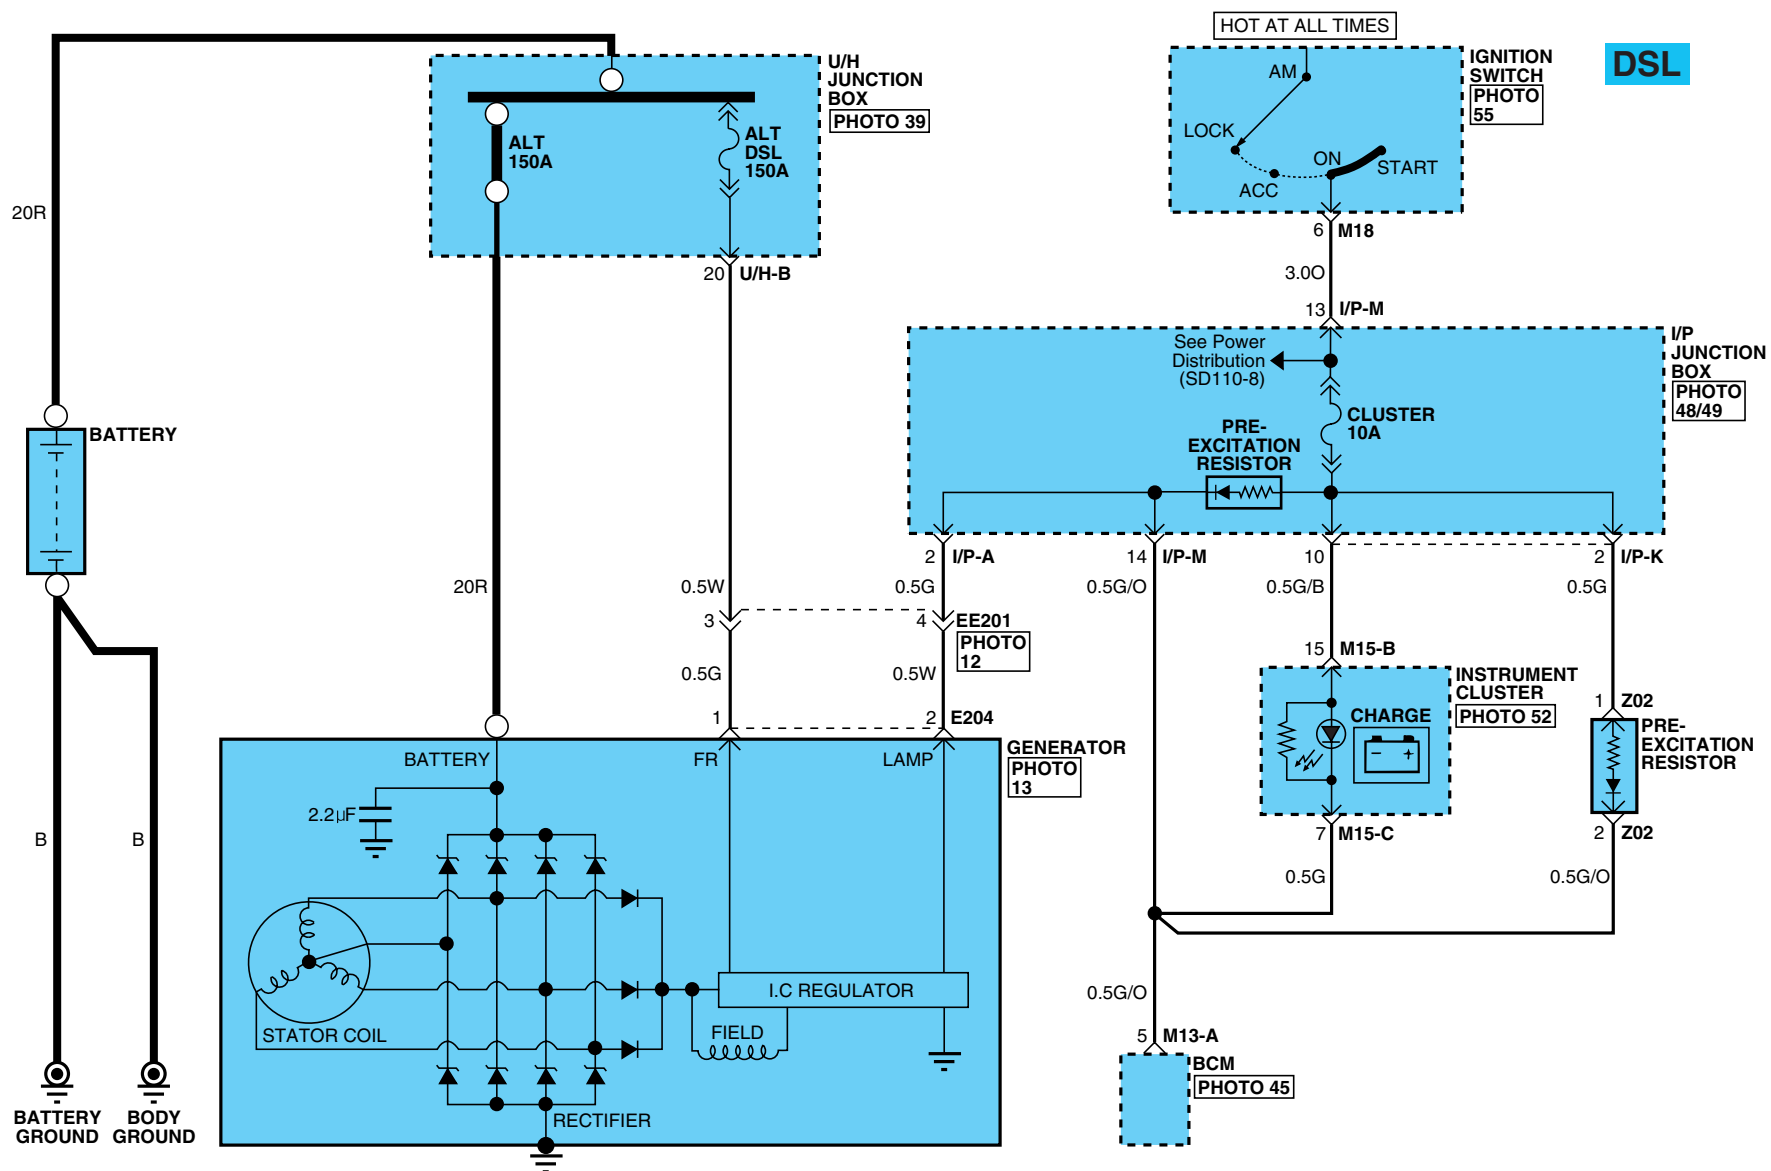 HOT AT ALL TIMES
DSL
U/H
JUNCTION
BOX
PHOTO 39
ALT
150A
ALT
DSL
150A
20 U/H-B
IGNITION
SWITCH
PHOTO
55
AM
LOCK
ACC
ON
START
6 M18
3.0O
13 I/P-M
20R
BATTERY
See Power
Distribution
(SD110-8)
I/P
JUNCTION
BOX
PHOTO
48/49
CLUSTER
10A
PRE-
EXCITATION
RESISTOR
2 I/P-A
14 I/P-M
10
2 I/P-K
20R
0.5W
0.5G
0.5G/O
0.5G/B
0.5G
3
4 EE201
PHOTO
12
0.5G
0.5W
1
2 E204
15 M15-B
INSTRUMENT
CLUSTER
PHOTO 52
CHARGE
− +
7 M15-C
0.5G
1 Z02
PRE-
EXCITATION
RESISTOR
2 Z02
0.5G/O
GENERATOR
PHOTO
13
BATTERY
FR
LAMP
2.2µF
STATOR COIL
I.C REGULATOR
FIELD
RECTIFIER
B
B
BATTERY
GROUND
BODY
GROUND
0.5G/O
5 M13-A
BCM
PHOTO 45